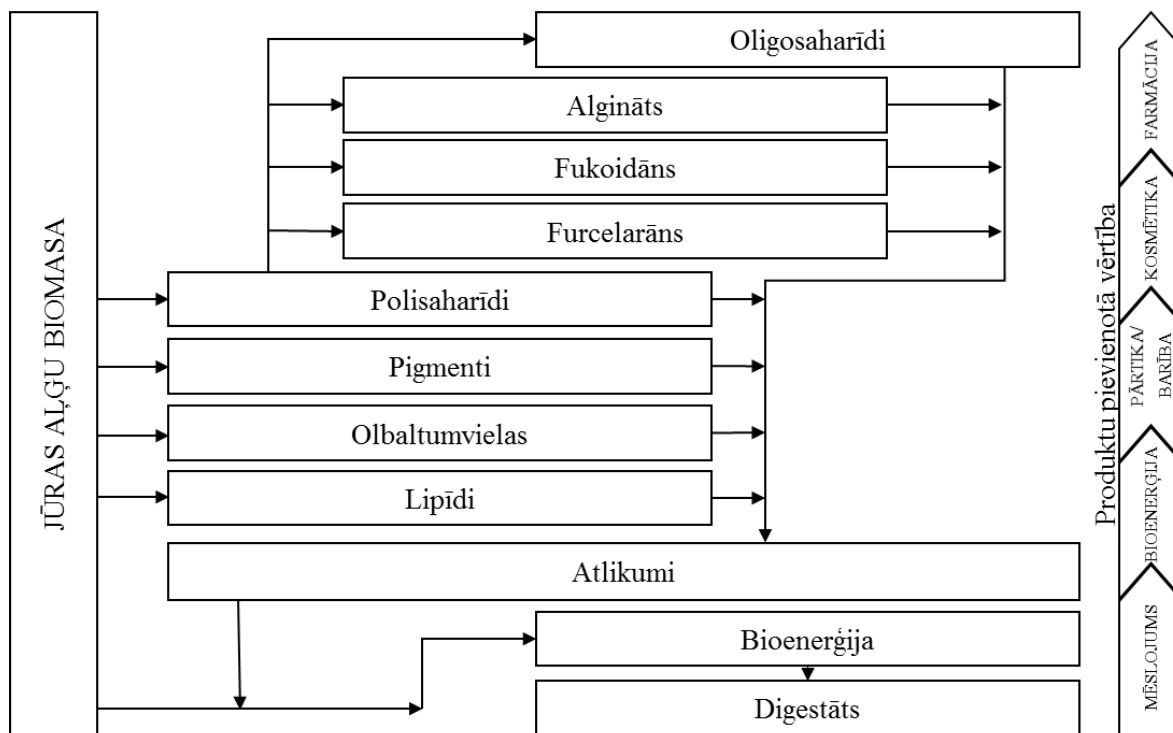 JŪRAS AĻĢU BIOMASA
Oligosaharīdi
Algināts
Fukoidāns
Furcelarāns
Polisaharīdi
Pigmenti
Olbaltumvielas
Lipīdi
Atlikumi
Bioenerģija
Digestāts
Produktu pievienotā vērtība
FARMĀCIJA
KOSMĒTIKA
PĀRTIKA/
BARĪBA
BIOENERĢIJA
MĒSLOJUMS